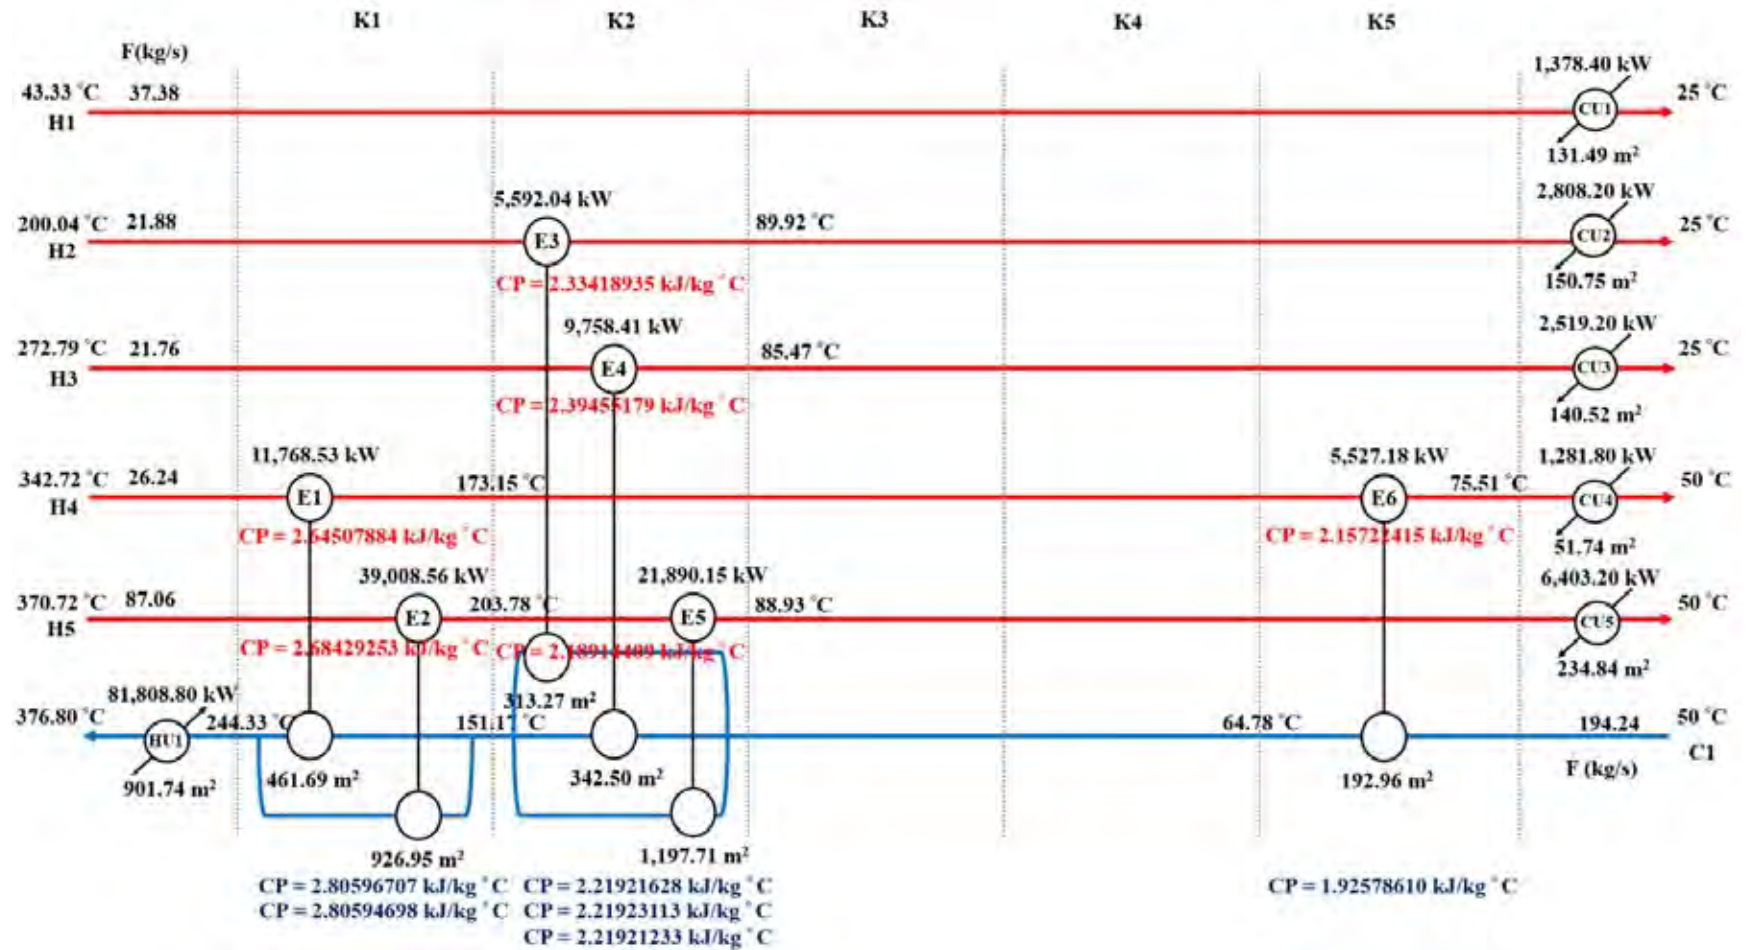 K1 K2 K3 K4 K5
F(kg/s)
1,378.40 kW
43.33 °C 37.38 25 °C
H1 CU1
131.49 m²
5,592.04 kW 2,808.20 kW
200.04 °C 21.88 89.92 °C 25 °C
H2 E3 CU2
CP = 2.33418935 kJ/kg °C 150.75 m²
9,758.41 kW 2,519.20 kW
272.79 °C 21.76 85.47 °C 25 °C
H3 E4 CU3
CP = 2.39455179 kJ/kg °C 140.52 m²
11,768.53 kW 5,527.18 kW 1,281.80 kW
342.72 °C 26.24 173.15 °C 75.51 °C 50 °C
H4 E1 E6 CU4
CP = 2.64507884 kJ/kg °C CP = 2.15722415 kJ/kg °C 51.74 m²
39,008.56 kW 21,890.15 kW 6,403.20 kW
370.72 °C 87.06 203.78 °C 88.93 °C 50 °C
H5 E2 E5 CU5
CP = 2.68429253 kJ/kg °C kJ/kg °C 234.84 m²
81,808.80 kW 313.27 m²
376.80 °C 244.33 °C 151.17 °C 64.78 °C 194.24 50 °C
HU1 C1
901.74 m² 461.69 m² 342.50 m² 192.96 m² F (kg/s)
926.95 m² 1,197.71 m²
CP = 2.80596707 kJ/kg °C CP = 2.21921628 kJ/kg °C CP = 1.92578610 kJ/kg °C
CP = 2.80594698 kJ/kg °C CP = 2.21923113 kJ/kg °C
CP = 2.21921233 kJ/kg °C